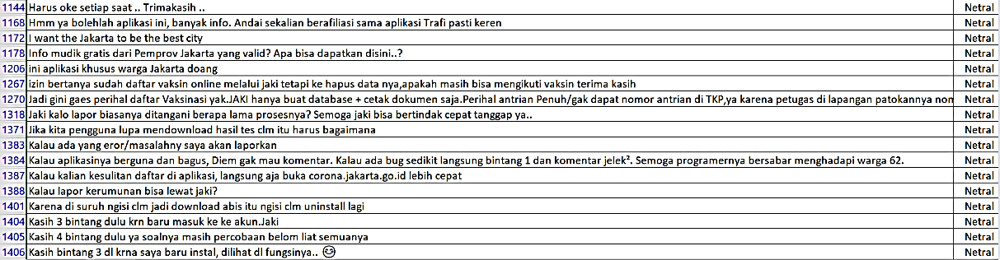 1144 Harus oke setiap saat .. Trimakasih .. Netral
1168 Hmm ya bolehlah aplikasi ini, banyak info. Andai sekalian berafiliasi sama aplikasi Trafi pasti keren Netral
1172 I want the Jakarta to be the best city Netral
1178 Info mudik gratis dari Pemprov Jakarta yang valid? Apa bisa dapatkan disini..? Netral
1206 ini aplikasi khusus warga Jakarta doang Netral
1267 izin bertanya sudah daftar vaksin online melalui jaki tetapi ke hapus data nya,apakah masih bisa mengikuti vaksin terima kasih Netral
1270 Jadi gini gaes perihal daftar Vaksinasi yak.JAKI hanya buat database + cetak dokumen saja.Perihal antrian Penuh/gak dapat nomor antrian di TKP,ya karena petugas di lapangan patokannya nom Netral
1318 Jaki kalo lapor biasanya ditangani berapa lama prosesnya? Semoga jaki bisa bertindak cepat tanggap ya.. Netral
1371 Jika kita pengguna lupa mendownload hasil tes clm itu harus bagaimana Netral
1383 Kalau ada yang eror/masalahny saya akan laporkan Netral
1384 Kalau aplikasinya berguna dan bagus, Diem gak mau komentar. Kalau ada bug sedikit langsung bintang 1 dan komentar jelek². Semoga programernya bersabar menghadapi warga 62. Netral
1387 Kalau kalian kesulitan daftar di aplikasi, langsung aja buka corona.jakarta.go.id lebih cepat Netral
1388 Kalau lapor kerumunan bisa lewat jaki? Netral
1401 Karena di suruh ngisi clm jadi download abis itu ngisi clm uninstall lagi Netral
1404 Kasih 3 bintang dulu krn baru masuk ke ke akun.Jaki Netral
1405 Kasih 4 bintang dulu ya soalnya masih percobaan belom liat semuanya Netral
1406 Kasih bintang 3 dl krna saya baru instal, dilihat dl fungsinya.. 😊 Netral